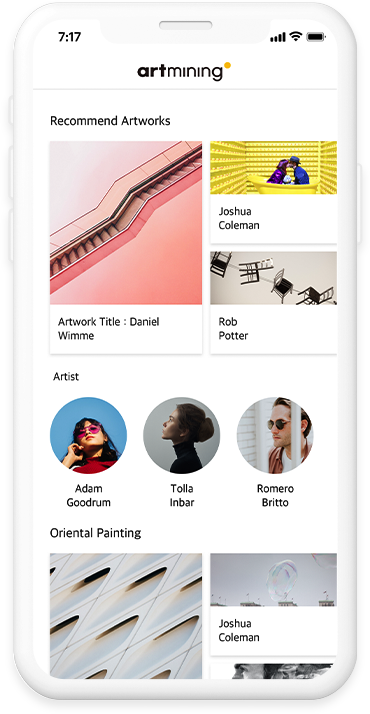 7:17
artmining
Recommend Artworks
Artwork Title : Daniel
Wimme
Joshua
Coleman
Rob
Potter
Artist
Adam
Goodrum
Tolla
Inbar
Romero
Britto
Oriental Painting
Joshua
Coleman